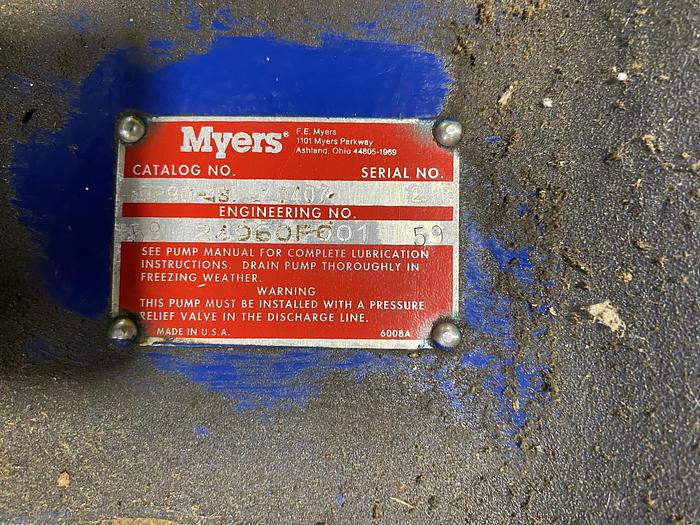 Myers®
F.E. Myers
1101 Myers Parkway
Ashland, Ohio 44805-1969
CATALOG NO. SERIAL NO.
2
ENGINEERING NO.
59
SEE PUMP MANUAL FOR COMPLETE LUBRICATION
INSTRUCTIONS. DRAIN PUMP THOROUGHLY IN
FREEZING WEATHER.
WARNING
THIS PUMP MUST BE INSTALLED WITH A PRESSURE
RELIEF VALVE IN THE DISCHARGE LINE.
MADE IN U.S.A. 6008A